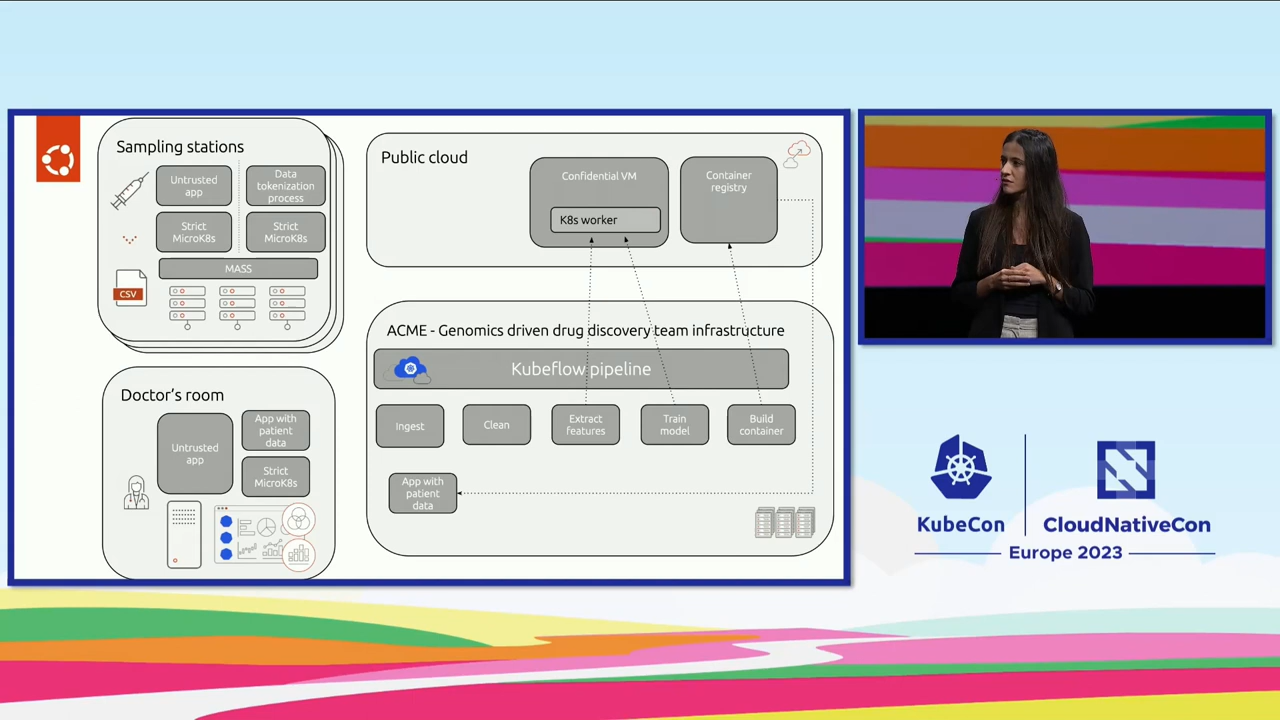 Sampling stations
Untrusted
app
Data
tokenization
process
Strict
MicroK8s
Strict
MicroK8s
MASS
CSV
Doctor's room
Untrusted
app
App with
patient
data
Strict
MicroK8s
Public cloud
Confidential VM
K8s worker
Container
registry
ACME - Genomics driven drug discovery team infrastructure
Kubeflow pipeline
Ingest
Clean
Extract
features
Train
model
Build
container
App with
patient
data
KubeCon
CloudNativeCon
Europe 2023